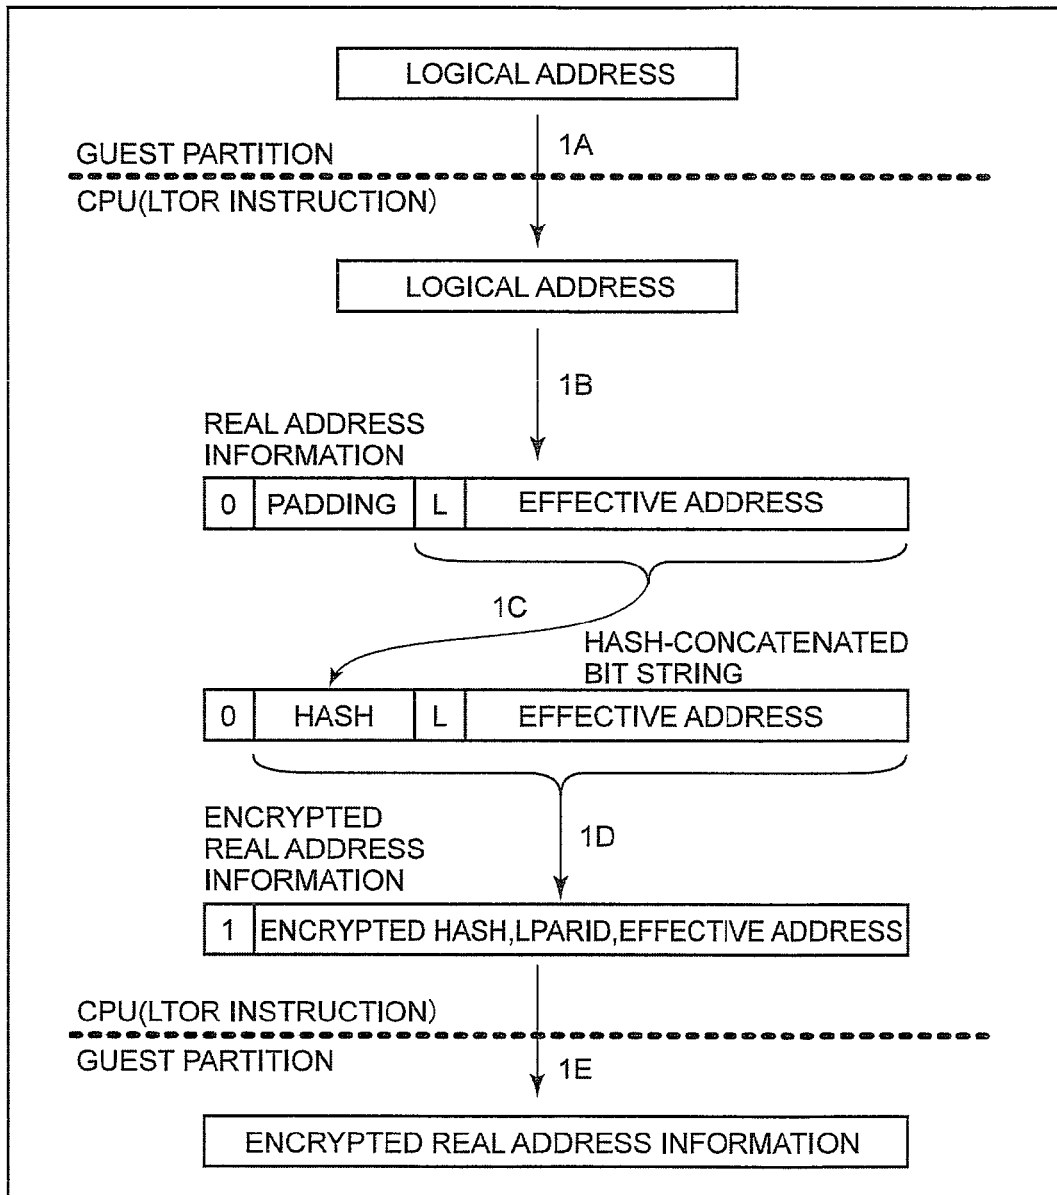 LOGICAL ADDRESS
1A
GUEST PARTITION
CPU(LTOR INSTRUCTION)
LOGICAL ADDRESS
1B
REAL ADDRESS
INFORMATION
0 PADDING L EFFECTIVE ADDRESS
1C
HASH-CONCATENATED
BIT STRING
0 HASH L EFFECTIVE ADDRESS
ENCRYPTED
REAL ADDRESS
INFORMATION
1D
1 ENCRYPTED HASH,LPARID,EFFECTIVE ADDRESS
CPU(LTOR INSTRUCTION)
GUEST PARTITION
1E
ENCRYPTED REAL ADDRESS INFORMATION